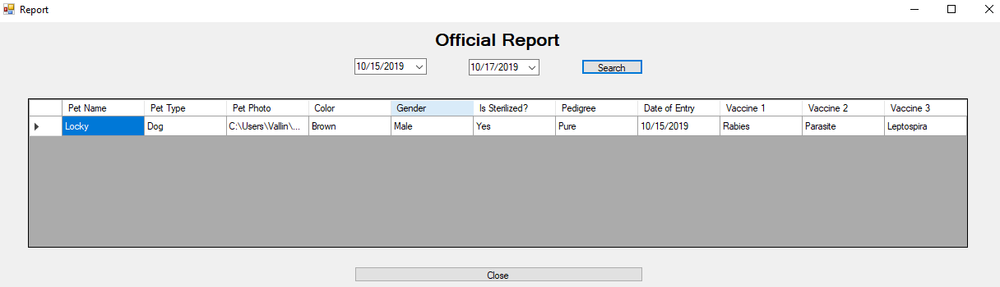 Report
Official Report
10/15/2019 10/17/2019 Search
Pet Name Pet Type Pet Photo Color Gender Is Sterilized? Pedigree Date of Entry Vaccine 1 Vaccine 2 Vaccine 3
Locky Dog C:\Users\Vallin\... Brown Male Yes Pure 10/15/2019 Rabies Parasite Leptospira
Close